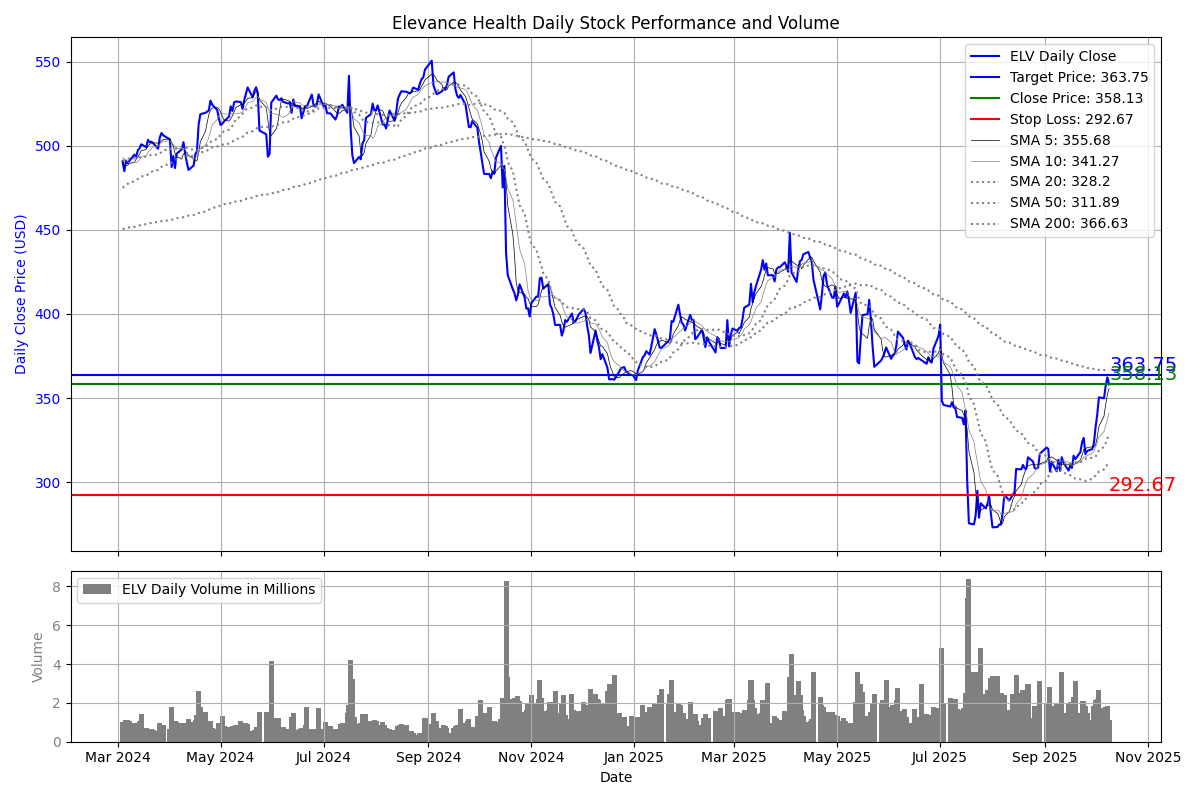 Elevance Health Daily Stock Performance and Volume
Daily Close Price (USD)
550
500
450
400
350
300
ELV Daily Close
Target Price: 363.75
Close Price: 358.13
Stop Loss: 292.67
SMA 5: 355.68
SMA 10: 341.27
SMA 20: 328.2
SMA 50: 311.89
SMA 200: 366.63
363.75
358.13
292.67
ELV Daily Volume in Millions
Volume
8
6
4
2
0
Mar 2024 May 2024 Jul 2024 Sep 2024 Nov 2024 Jan 2025 Mar 2025 May 2025 Jul 2025 Sep 2025 Nov 2025
Date